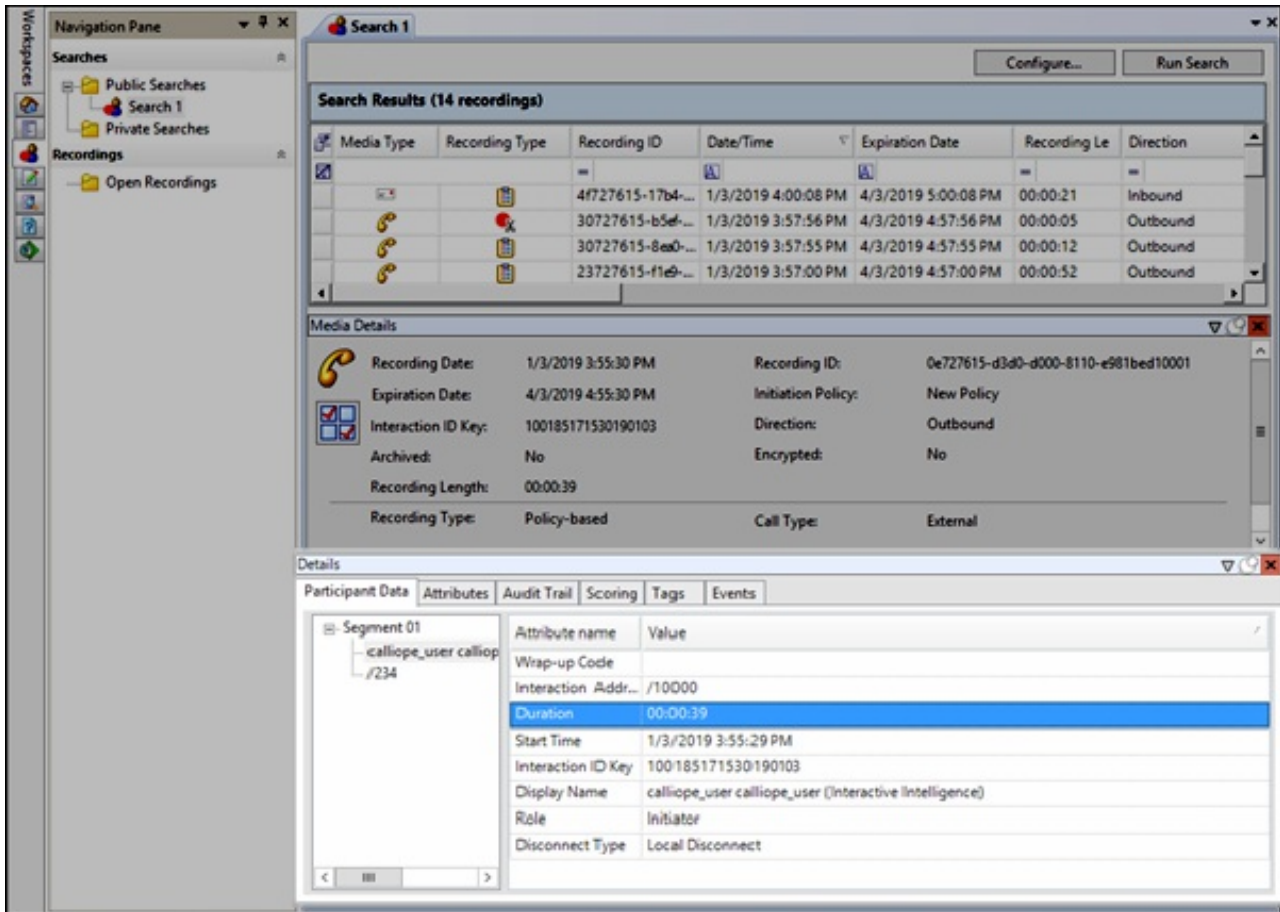 Workspaces
Navigation Pane
Searches
Public Searches
Search 1
Private Searches
Recordings
Open Recordings
Search 1
Configure... Run Search
Search Results (14 recordings)
Media Type Recording Type Recording ID Date/Time Expiration Date Recording Le Direction
= A A = =
4f727615-17b4-... 1/3/2019 4:00:08 PM 4/3/2019 5:00:08 PM 00:00:21 Inbound
30727615-b5ef-... 1/3/2019 3:57:56 PM 4/3/2019 4:57:56 PM 00:00:05 Outbound
30727615-8ea0-... 1/3/2019 3:57:55 PM 4/3/2019 4:57:55 PM 00:00:12 Outbound
23727615-f1e9-... 1/3/2019 3:57:00 PM 4/3/2019 4:57:00 PM 00:00:52 Outbound
Media Details
Recording Date: 1/3/2019 3:55:30 PM Recording ID: 0e727615-d3d0-d000-8110-e981bed10001
Expiration Date: 4/3/2019 4:55:30 PM Initiation Policy: New Policy
Interaction ID Key: 100185171530190103 Direction: Outbound
Archived: No Encrypted: No
Recording Length: 00:00:39
Recording Type: Policy-based Call Type: External
Details
Participant Data Attributes Audit Trail Scoring Tags Events
Segment 01
calliope_user calliop
//234
Attribute name Value
Wrap-up Code
Interaction Addr... /10000
Duration 00:00:39
Start Time 1/3/2019 3:55:29 PM
Interaction ID Key 100185171530190103
Display Name calliope_user calliope_user (Interactive Intelligence)
Role Initiator
Disconnect Type Local Disconnect